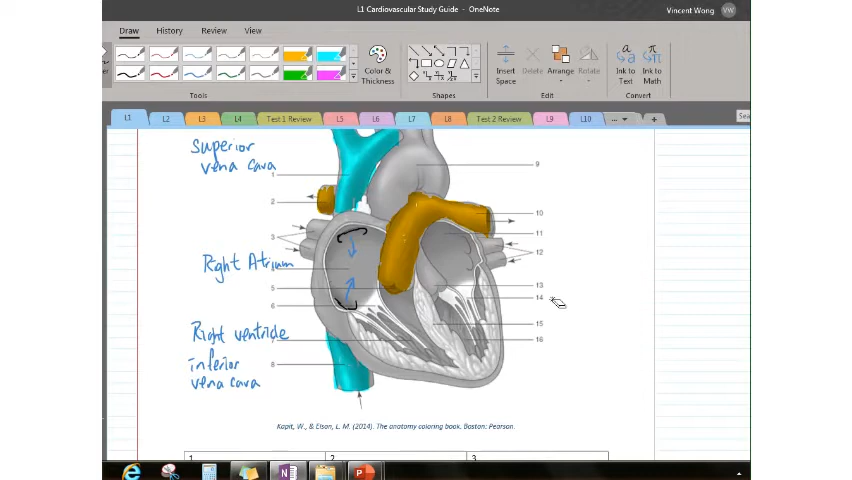 L1 Cardiovascular Study Guide - OneNote
Vincent Wong
VW
Draw
History
Review
View
Color &
Thickness
Insert
Space
Delete
Arrange
Rotate
Ink to
Text
Ink to
Math
Tools
Shapes
Edit
Convert
L1
L2
L3
L4
Test 1 Review
L5
L6
L7
L8
Test 2 Review
L9
L10
...
Sea
Superior
vena cava
1
2
3
5
6
8
9
10
11
12
13
14
15
16
Right Atrium
Right ventricle
inferior
vena cava
Kapit, W., & Elson, L. M. (2014). The anatomy coloring book. Boston: Pearson.
1
2
3